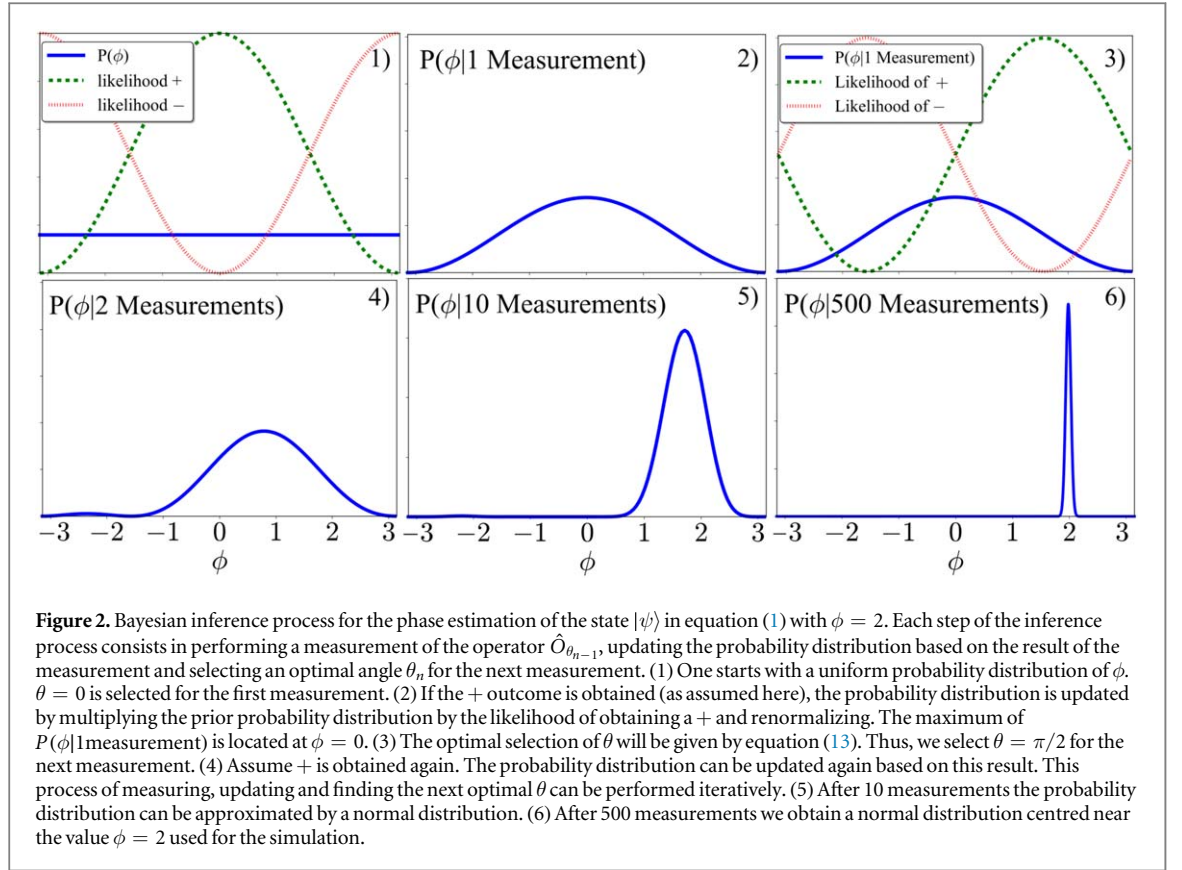 P(ϕ)
likelihood +
likelihood −
1)
P(ϕ|1 Measurement)
2)
P(ϕ|1 Measurement)
Likelihood of +
Likelihood of −
3)
P(ϕ|2 Measurements)
4)
P(ϕ|10 Measurements)
5)
P(ϕ|500 Measurements)
6)
−3 −2 −1 0 1 2 3
ϕ
−3 −2 −1 0 1 2 3
ϕ
−3 −2 −1 0 1 2 3
ϕ
Figure 2. Bayesian inference process for the phase estimation of the state |ψ⟩ in equation (1) with ϕ = 2. Each step of the inference
process consists in performing a measurement of the operator Ô_{θ_{n−1}}, updating the probability distribution based on the result of the
measurement and selecting an optimal angle θ_n for the next measurement. (1) One starts with a uniform probability distribution of ϕ.
θ = 0 is selected for the first measurement. (2) If the + outcome is obtained (as assumed here), the probability distribution is updated
by multiplying the prior probability distribution by the likelihood of obtaining a + and renormalizing. The maximum of
P(ϕ|1measurement) is located at ϕ = 0. (3) The optimal selection of θ will be given by equation (13). Thus, we select θ = π/2 for the
next measurement. (4) Assume + is obtained again. The probability distribution can be updated again based on this result. This
process of measuring, updating and finding the next optimal θ can be performed iteratively. (5) After 10 measurements the probability
distribution can be approximated by a normal distribution. (6) After 500 measurements we obtain a normal distribution centred near
the value ϕ = 2 used for the simulation.